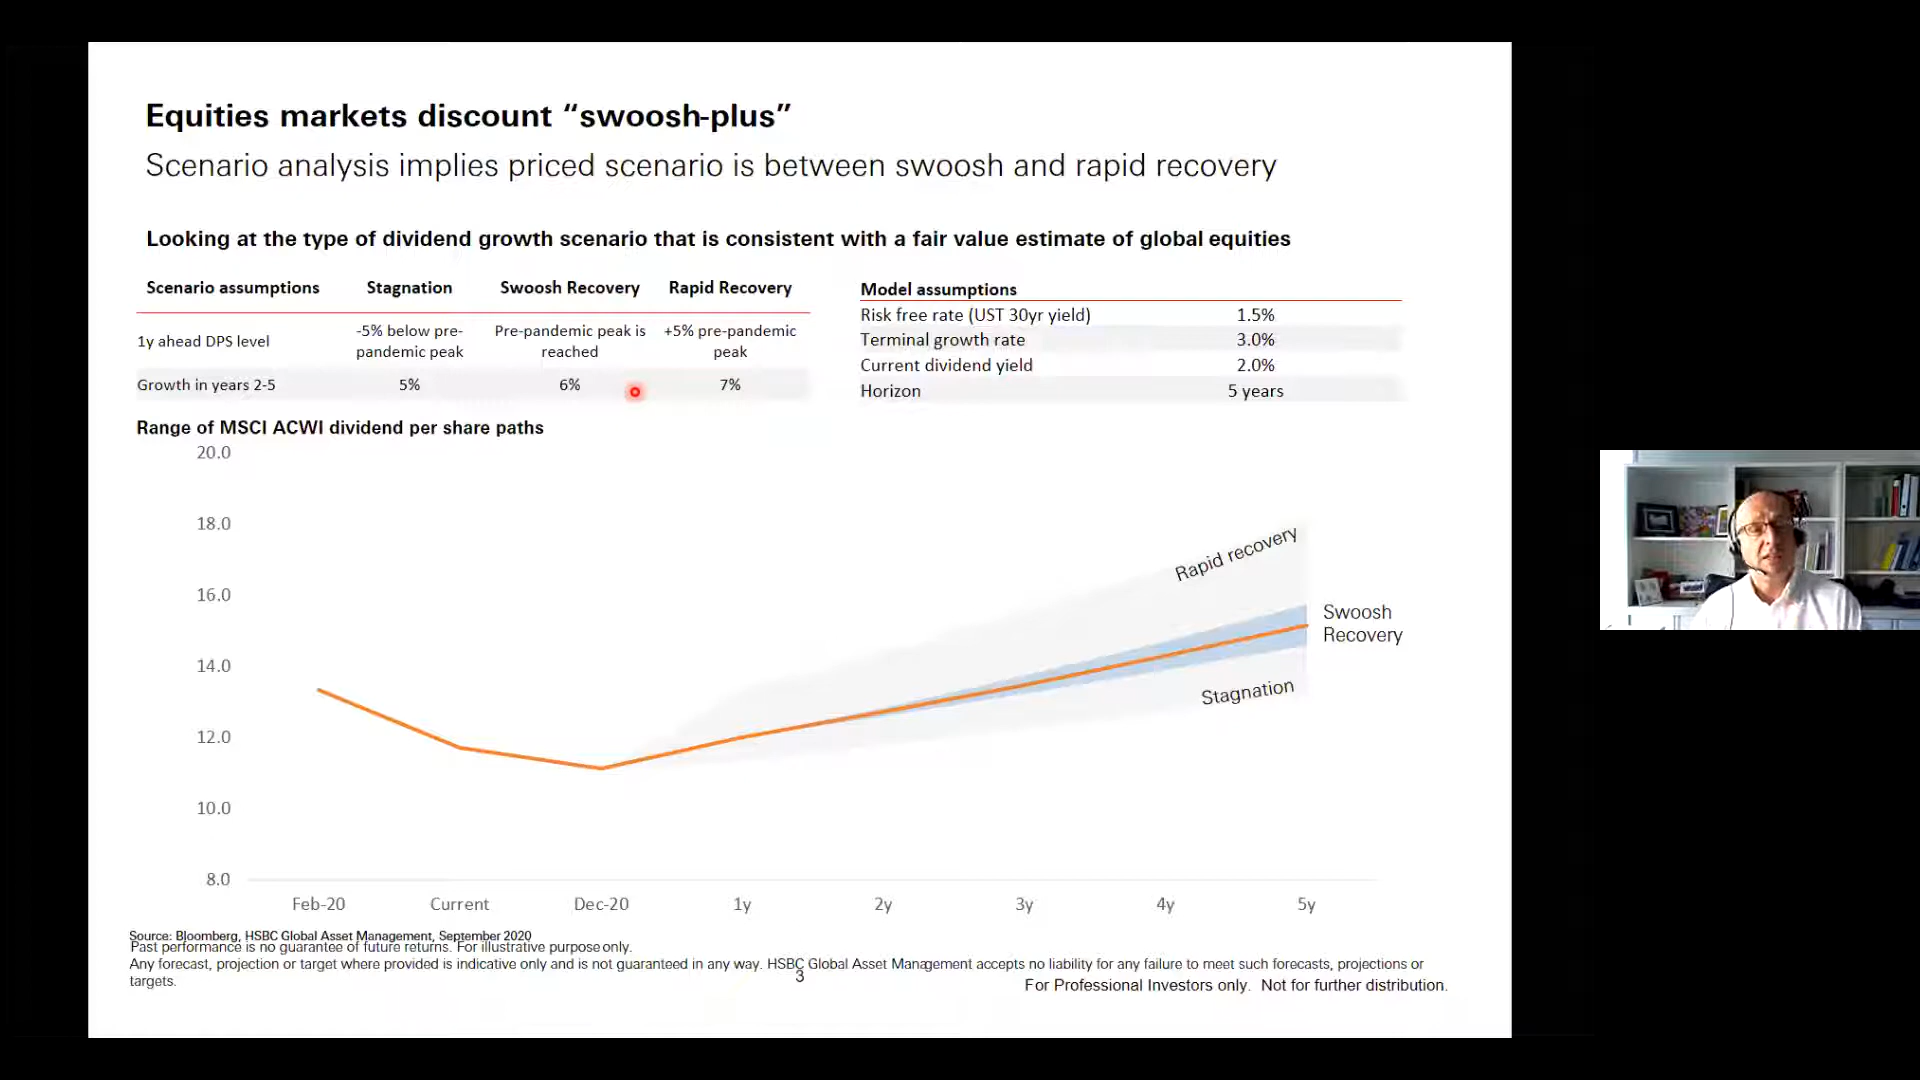 Equities markets discount “swoosh-plus”
Scenario analysis implies priced scenario is between swoosh and rapid recovery
Looking at the type of dividend growth scenario that is consistent with a fair value estimate of global equities
Scenario assumptions Stagnation Swoosh Recovery Rapid Recovery
1y ahead DPS level
-5% below pre-
pandemic peak
Pre-pandemic peak is
reached
+5% pre-pandemic
peak
Growth in years 2-5 5% 6% 7%
Model assumptions
Risk free rate (UST 30yr yield) 1.5%
Terminal growth rate 3.0%
Current dividend yield 2.0%
Horizon 5 years
Range of MSCI ACWI dividend per share paths
20.0
18.0
16.0
14.0
12.0
10.0
8.0
Rapid recovery
Swoosh
Recovery
Stagnation
Feb-20 Current Dec-20 1y 2y 3y 4y 5y
Source: Bloomberg, HSBC Global Asset Management, September 2020
Past performance is no guarantee of future returns. For illustrative purpose only.
Any forecast, projection or target where provided is indicative only and is not guaranteed in any way. HSBC Global Asset Management accepts no liability for any failure to meet such forecasts, projections or
targets.
3
For Professional Investors only. Not for further distribution.